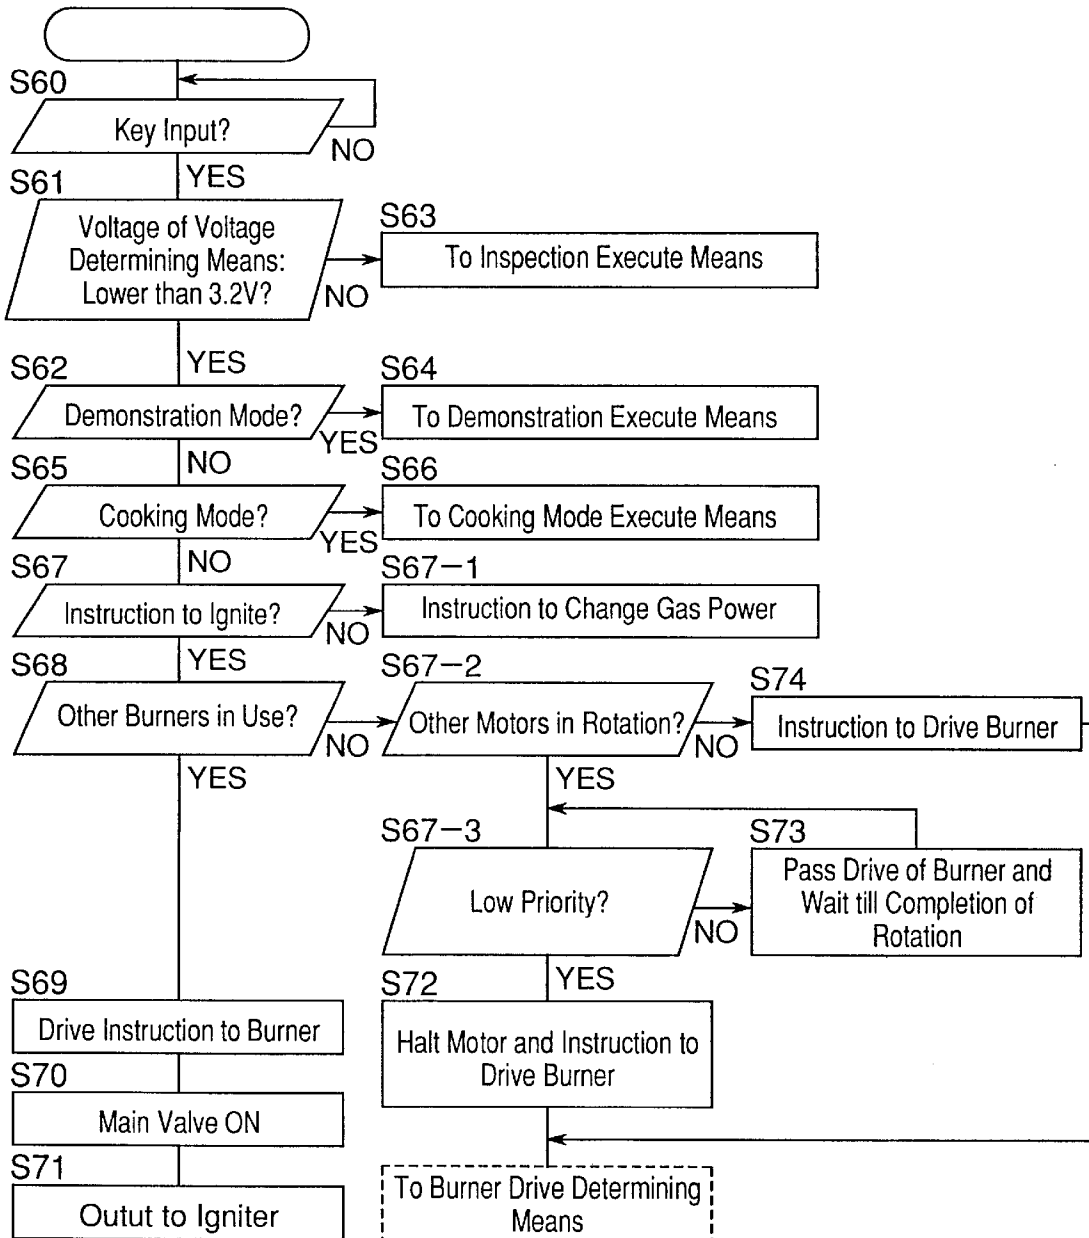 S60
Key Input?
NO
YES
S61
Voltage of Voltage
Determining Means:
Lower than 3.2V?
NO
S63
To Inspection Execute Means
YES
S62
Demonstration Mode?
YES
S64
To Demonstration Execute Means
NO
S65
Cooking Mode?
YES
S66
To Cooking Mode Execute Means
NO
S67
Instruction to Ignite?
NO
S67-1
Instruction to Change Gas Power
YES
S68
Other Burners in Use?
NO
S67-2
Other Motors in Rotation?
NO
S74
Instruction to Drive Burner
YES
YES
S67-3
Low Priority?
NO
S73
Pass Drive of Burner and
Wait till Completion of
Rotation
YES
S69
Drive Instruction to Burner
S72
Halt Motor and Instruction to
Drive Burner
S70
Main Valve ON
S71
Outut to Igniter
To Burner Drive Determining
Means